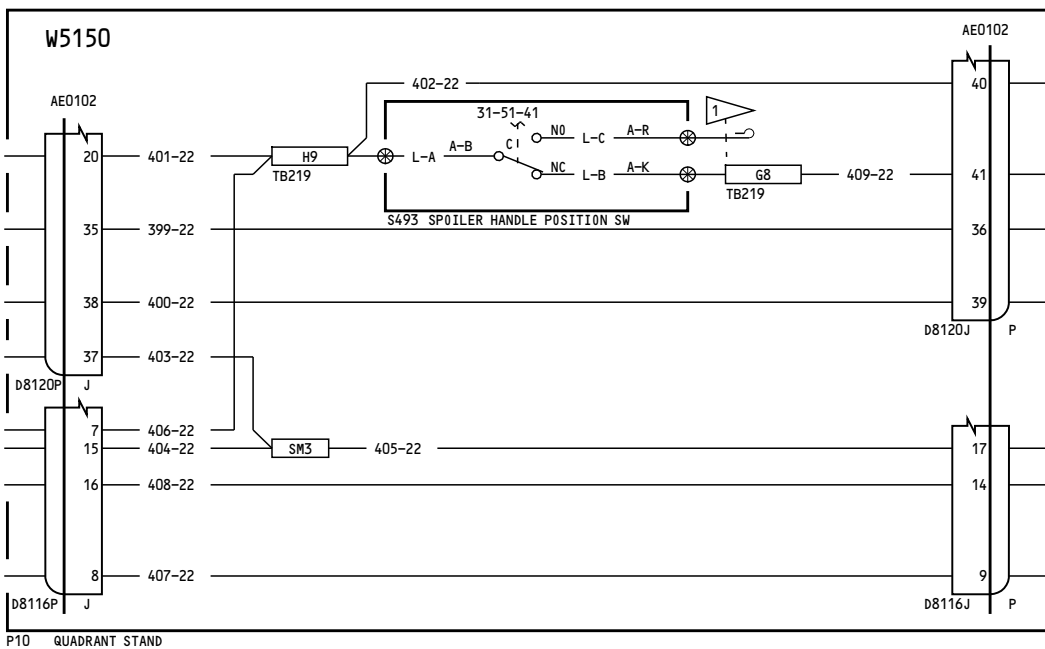 W5150
AE0102
AE0102
402-22
40
31-51-41
1
NO L-C A-R
20 401-22 H9 L-A A-B C
TB219
NC L-B A-K G8 409-22 41
TB219
S493 SPOILER HANDLE POSITION SW
35 399-22 36
38 400-22 39
D8120J P
37 403-22
D8120P J
7 406-22
15 404-22 SM3 405-22 17
16 408-22 14
8 407-22 9
D8116P J
D8116J P
P10 QUADRANT STAND